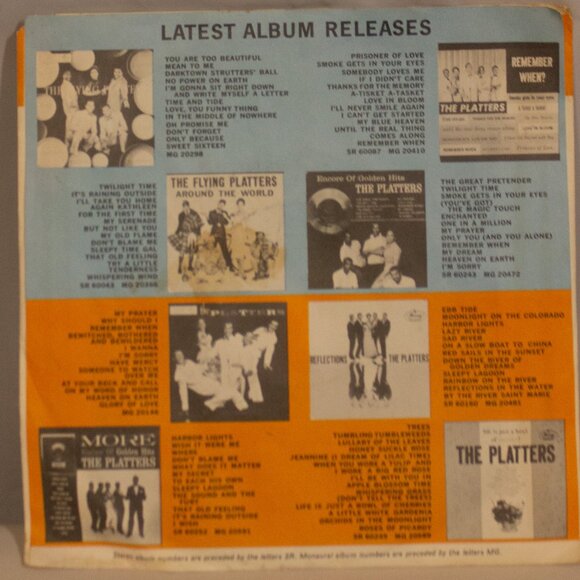 LATEST ALBUM RELEASES
THE FLYING PLATTERS
YOU ARE TOO BEAUTIFUL
MEAN TO ME
DARKTOWN STRUTTERS' BALL
NO POWER ON EARTH
I'M GONNA SIT RIGHT DOWN
AND WRITE MYSELF A LETTER
TIME AND TIDE
LOVE, YOU FUNNY THING
IN THE MIDDLE OF NOWHERE
OH PROMISE ME
DON'T FORGET
ONLY BECAUSE
SWEET SIXTEEN
MG 20298
PRISONER OF LOVE
SMOKE GETS IN YOUR EYES
SOMEBODY LOVES ME
IF I DIDN'T CARE
THANKS FOR THE MEMORY
A-TISKET A-TASKET
LOVE IN BLOOM
I'LL NEVER SMILE AGAIN
I CAN'T GET STARTED
MY BLUE HEAVEN
UNTIL THE REAL THING
COMES ALONG
REMEMBER WHEN
SR 60087 MG 20410
REMEMBER
WHEN?
THE PLATTERS
TWILIGHT TIME
IT'S RAINING OUTSIDE
I'LL TAKE YOU HOME
AGAIN KATHLEEN
FOR THE FIRST TIME
MY SERENADE
BUT NOT LIKE YOU
MY OLD FLAME
DON'T BLAME ME
SLEEPY TIME GAL
THAT OLD FEELING
TRY A LITTLE
TENDERNESS
WHISPERING WIND
SR 60043
THE FLYING PLATTERS
AROUND THE WORLD
Encore Of Golden Hits
THE PLATTERS
THE GREAT PRETENDER
TWILIGHT TIME
SMOKE GETS IN YOUR EYES
(YOU'VE GOT)
THE MAGIC TOUCH
ENCHANTED
ONE IN A MILLION
MY PRAYER
ONLY YOU (AND YOU ALONE)
REMEMBER WHEN
MY DREAM
HEAVEN ON EARTH
I'M SORRY
SR 60243 MG 20472
MY PRAYER
WHY SHOULD I
REMEMBER WHEN
BEWITCHED, BOTHERED
AND BEWILDERED
I WANNA
I'M SORRY
HAVE MERCY
SOMEONE TO WATCH
OVER ME
AT YOUR BECK AND CALL
ON MY WORD OF HONOR
HEAVEN ON EARTH
GLORY OF LOVE
MG 20146
THE PLATTERS
REFLECTIONS THE PLATTERS
EBB TIDE
MOONLIGHT ON THE COLORADO
HARBOR LIGHTS
LAZY RIVER
SAD RIVER
ON A SLOW BOAT TO CHINA
RED SAILS IN THE SUNSET
DOWN THE RIVER OF
GOLDEN DREAMS
SLEEPY LAGOON
RAINBOW ON THE RIVER
REFLECTIONS IN THE WATER
BY THE RIVER SAINT MARIE
SR 60160 MG 20481
MORE
Encore Of Golden Hits
THE PLATTERS
HARBOR LIGHTS
WISH IT WERE ME
WHERE
DON'T BLAME ME
WHAT DOES IT MATTER
MY SECRET
TO EACH HIS OWN
SLEEPY LAGOON
THE SOUND AND THE
FURY
THAT OLD FEELING
IT'S RAINING OUTSIDE
I WISH
SR 60252 MG 20591
TREES
TUMBLING TUMBLEWEEDS
LULLABY OF THE LEAVES
HONEY SUCKLE ROSE
JEANNINE (I DREAM OF LILAC TIME)
WHEN YOU WORE A TULIP AND
I WORE A BIG RED ROSE
I'LL BE WITH YOU IN
APPLE BLOSSOM TIME
WHISPERING GRASS
(DON'T TELL THE TREES)
LIFE IS JUST A BOWL OF CHERRIES
A LITTLE WHITE GARDENIA
ORCHIDS IN THE MOONLIGHT
ROSES OF PICARDY
SR 60245 MG 20589
life is just a bowl of
THE PLATTERS
Stereo album numbers are preceded by the letters SR. Monaural album numbers are preceded by the letters MG.